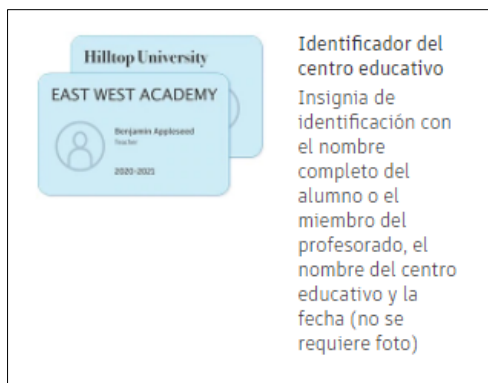 Hilltop University
EAST WEST ACADEMY
Benjamin Appleseed
Teacher
2020-2021
Identificador del
centro educativo
Insignia de
identificación con
el nombre
completo del
alumno o el
miembro del
profesorado, el
nombre del centro
educativo y la
fecha (no se
requiere foto)